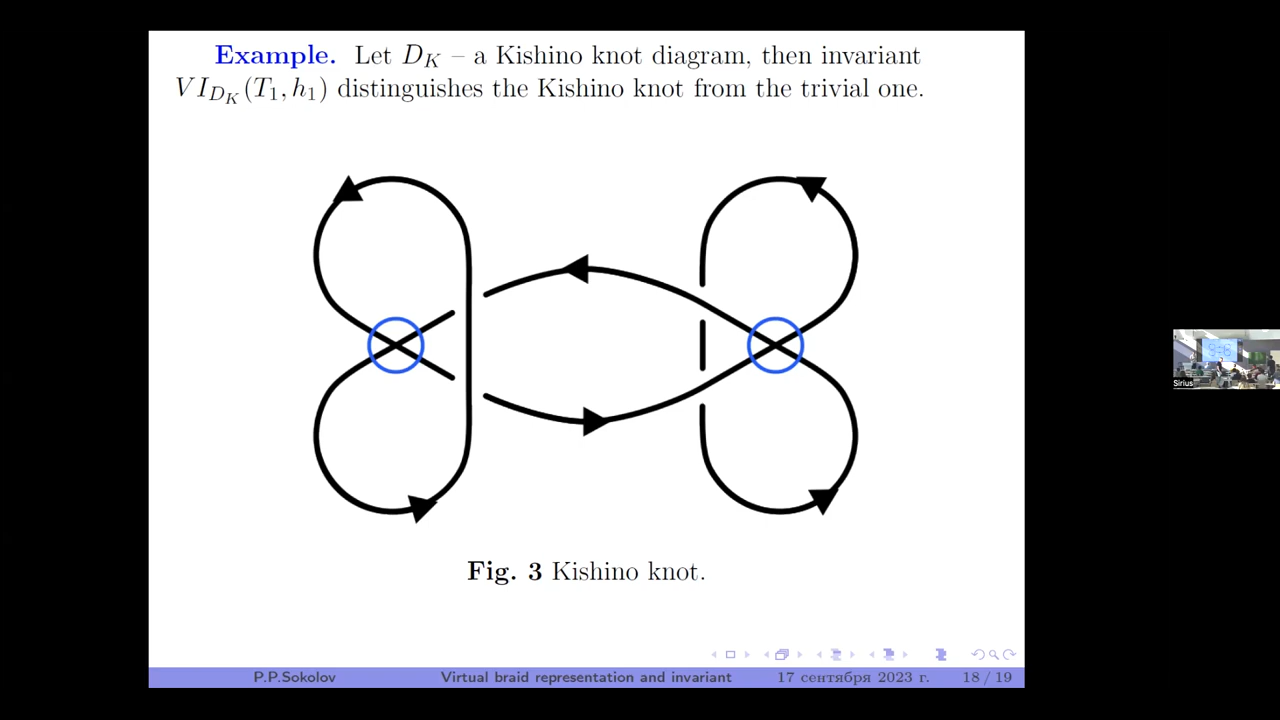 Example. Let D_K – a Kishino knot diagram, then invariant
VI_{D_K}(T_1, h_1) distinguishes the Kishino knot from the trivial one.
Fig. 3 Kishino knot.
P.P.Sokolov Virtual braid representation and invariant 17 сентября 2023 г. 18 / 19
Sirius